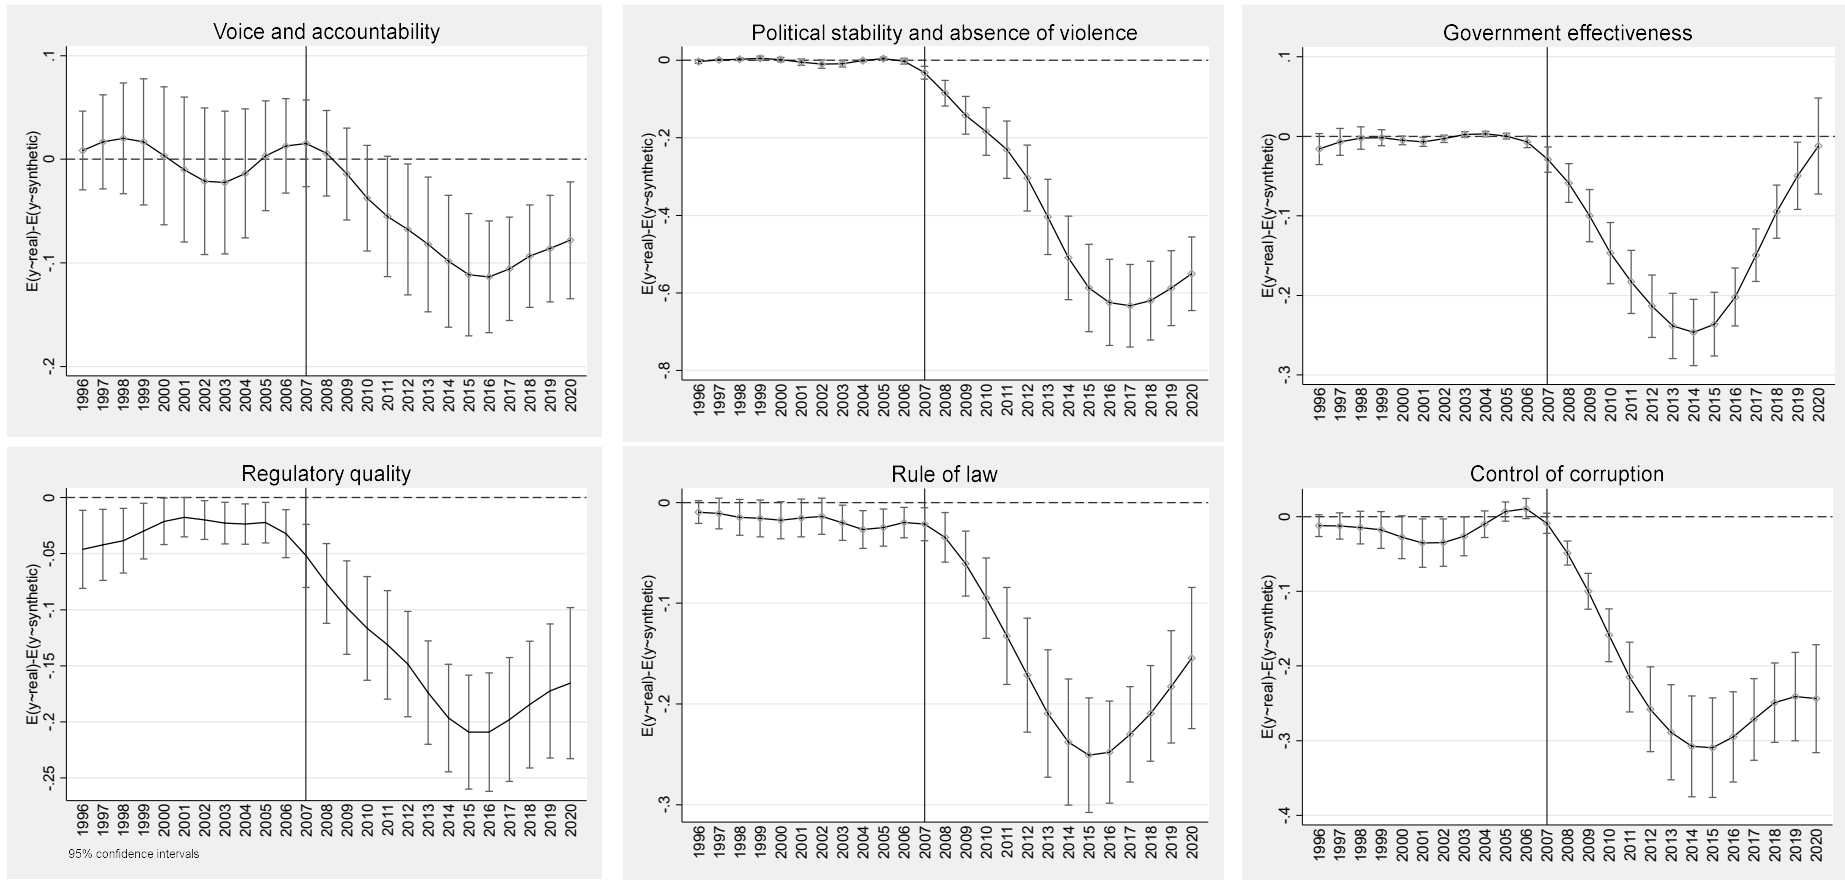 Voice and accountability
E(y~real)-E(y~synthetic)
.1
0
-.1
-.2
1996 1997 1998 1999 2000 2001 2002 2003 2004 2005 2006 2007 2008 2009 2010 2011 2012 2013 2014 2015 2016 2017 2018 2019 2020
Political stability and absence of violence
E(y~real)-E(y~synthetic)
0
-.2
-.4
-.6
-.8
1996 1997 1998 1999 2000 2001 2002 2003 2004 2005 2006 2007 2008 2009 2010 2011 2012 2013 2014 2015 2016 2017 2018 2019 2020
Government effectiveness
E(y~real)-E(y~synthetic)
.1
0
-.1
-.2
-.3
1996 1997 1998 1999 2000 2001 2002 2003 2004 2005 2006 2007 2008 2009 2010 2011 2012 2013 2014 2015 2016 2017 2018 2019 2020
Regulatory quality
E(y~real)-E(y~synthetic)
0
-.05
-.1
-.15
-.2
-.25
1996 1997 1998 1999 2000 2001 2002 2003 2004 2005 2006 2007 2008 2009 2010 2011 2012 2013 2014 2015 2016 2017 2018 2019 2020
95% confidence intervals
Rule of law
E(y~real)-E(y~synthetic)
0
-.1
-.2
-.3
1996 1997 1998 1999 2000 2001 2002 2003 2004 2005 2006 2007 2008 2009 2010 2011 2012 2013 2014 2015 2016 2017 2018 2019 2020
Control of corruption
E(y~real)-E(y~synthetic)
0
-.1
-.2
-.3
-.4
1996 1997 1998 1999 2000 2001 2002 2003 2004 2005 2006 2007 2008 2009 2010 2011 2012 2013 2014 2015 2016 2017 2018 2019 2020